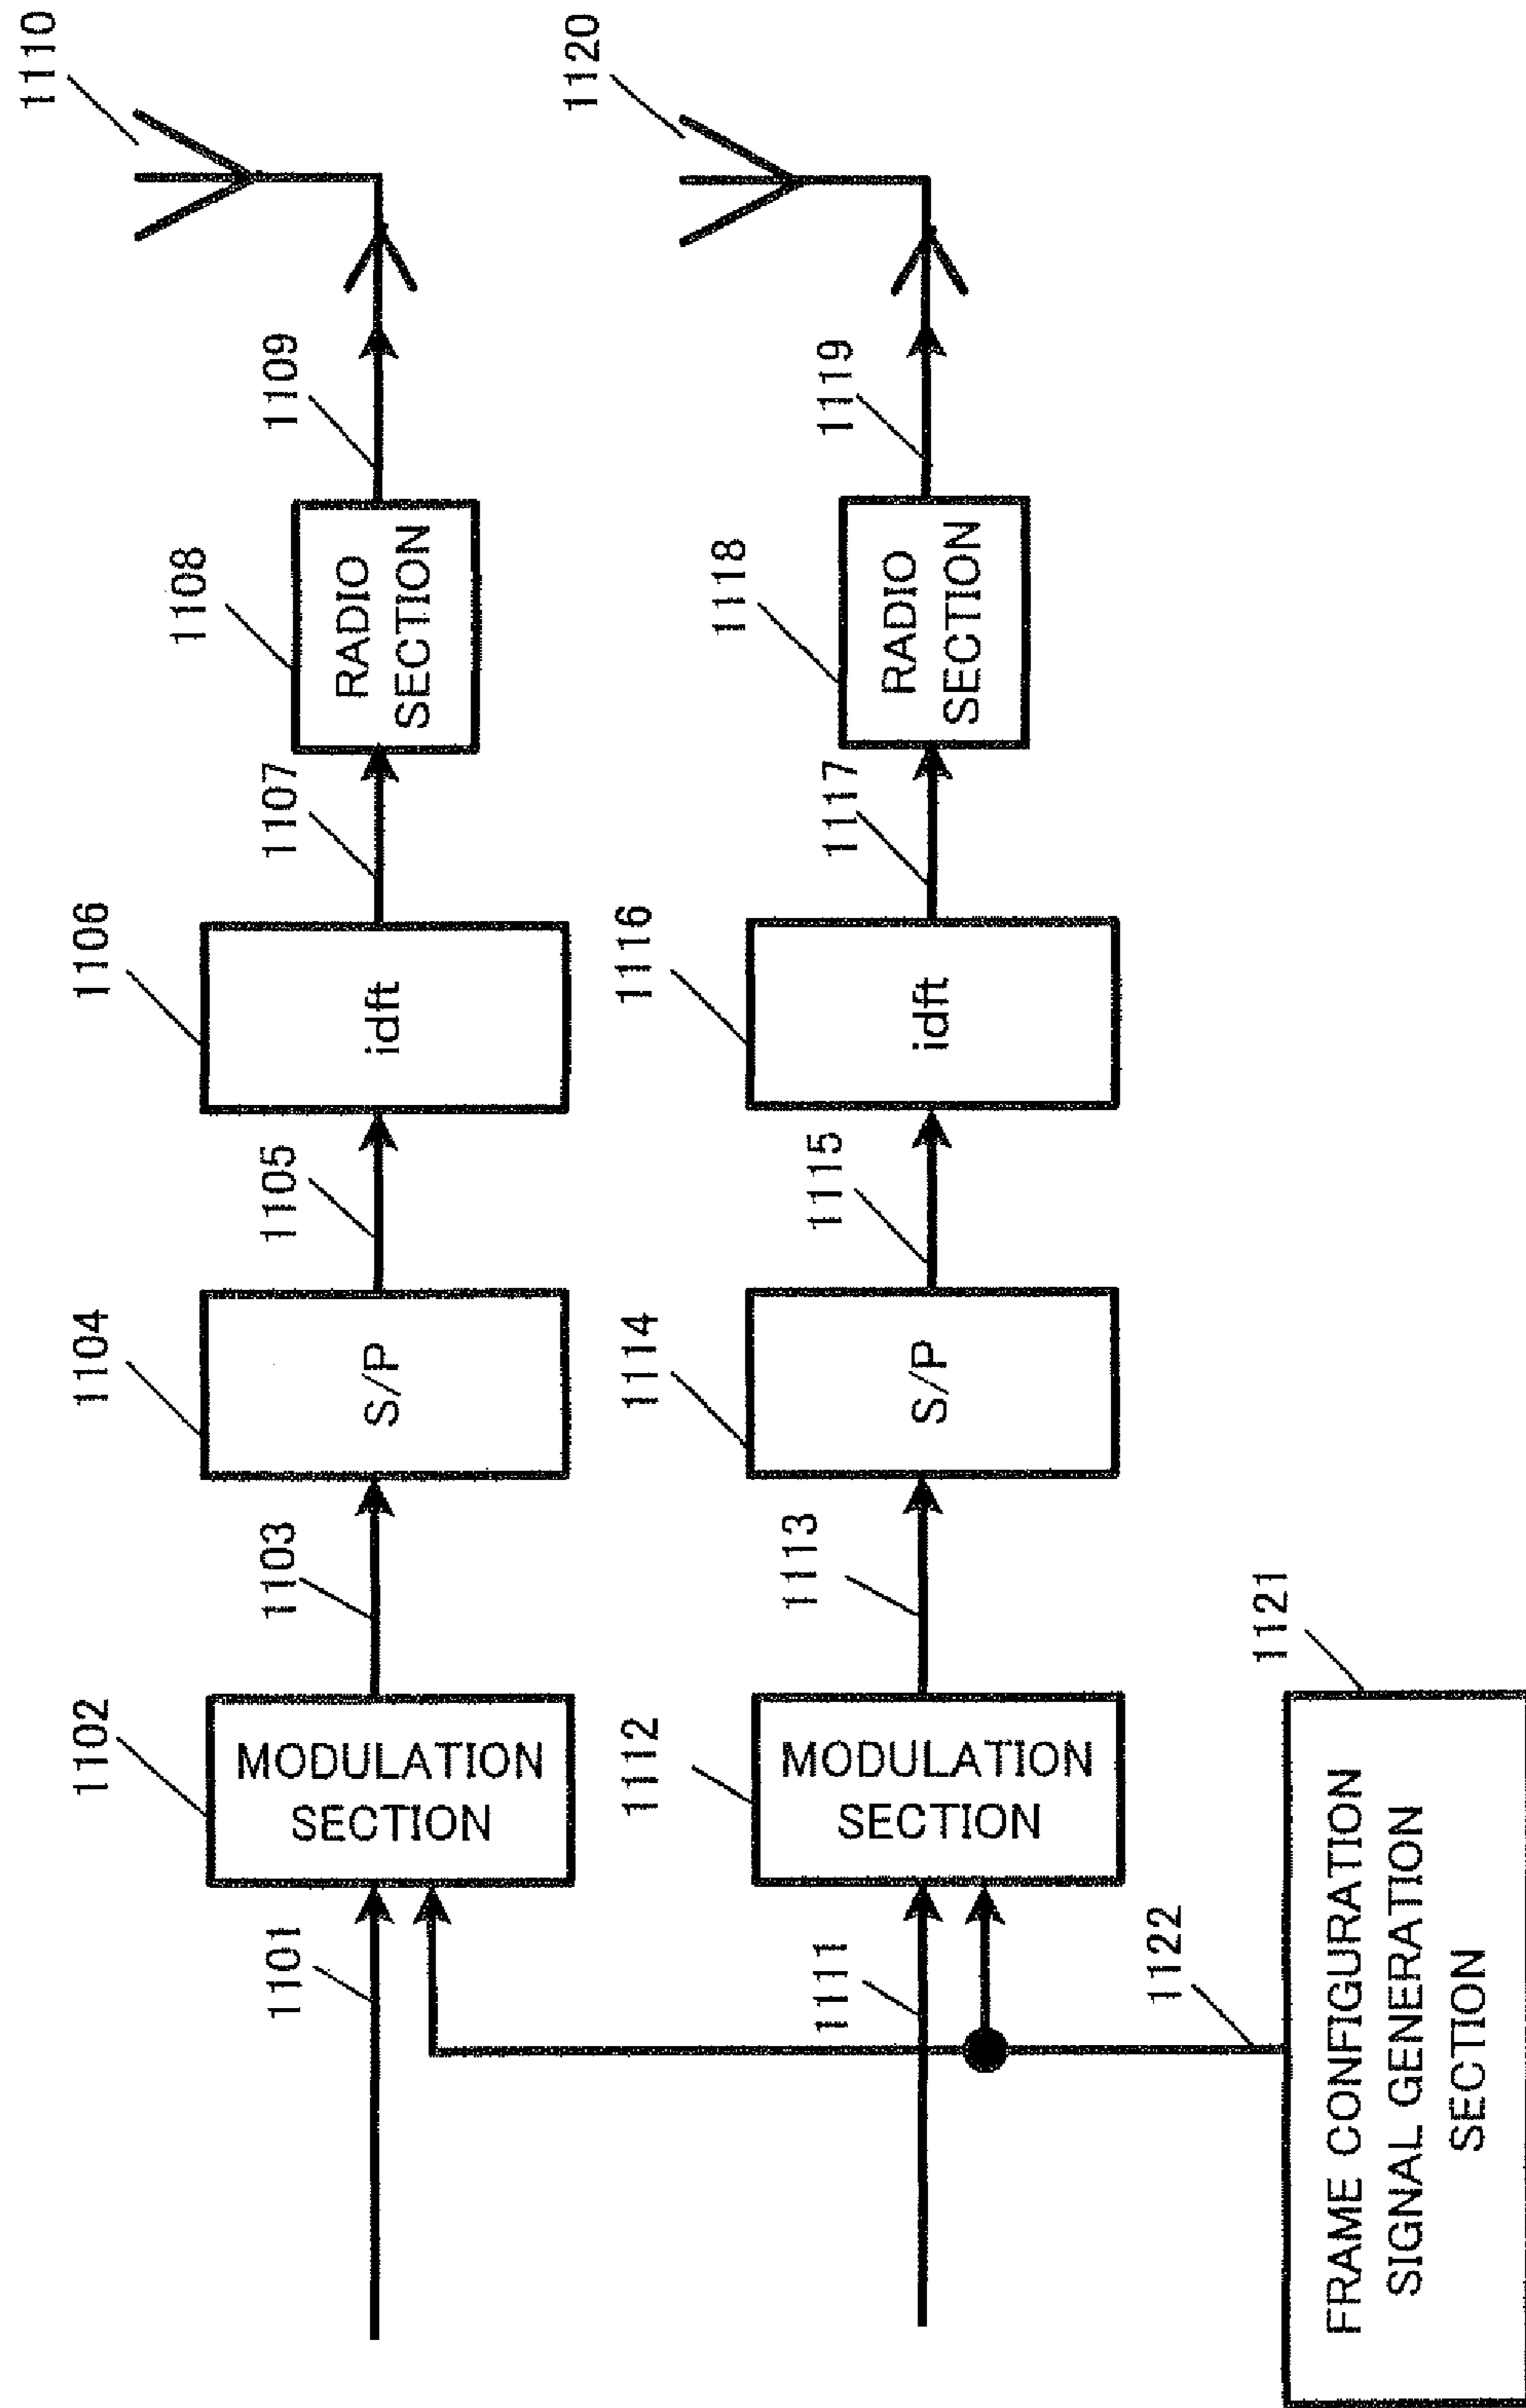 1101
1102
MODULATION
SECTION
1103
1104
S/P
1105
1106
idft
1107
1108
RADIO
SECTION
1109
1110
1111
1112
MODULATION
SECTION
1113
1114
S/P
1115
1116
idft
1117
1118
RADIO
SECTION
1119
1120
1121
FRAME CONFIGURATION
SIGNAL GENERATION
SECTION
1122